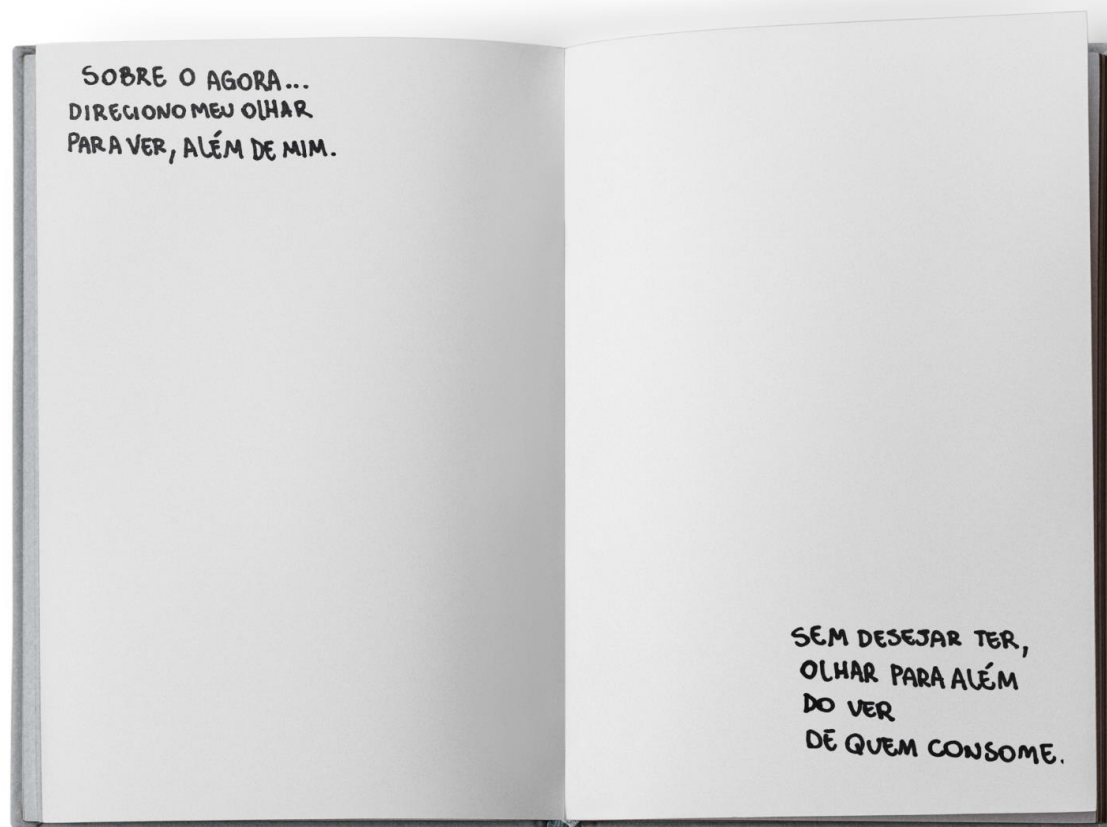 SOBRE O AGORA...
DIRECIONO MEU OLHAR
PARA VER, ALÉM DE MIM.
SEM DESEJAR TER,
OLHAR PARA ALÉM
DO VER
DE QUEM CONSOME.